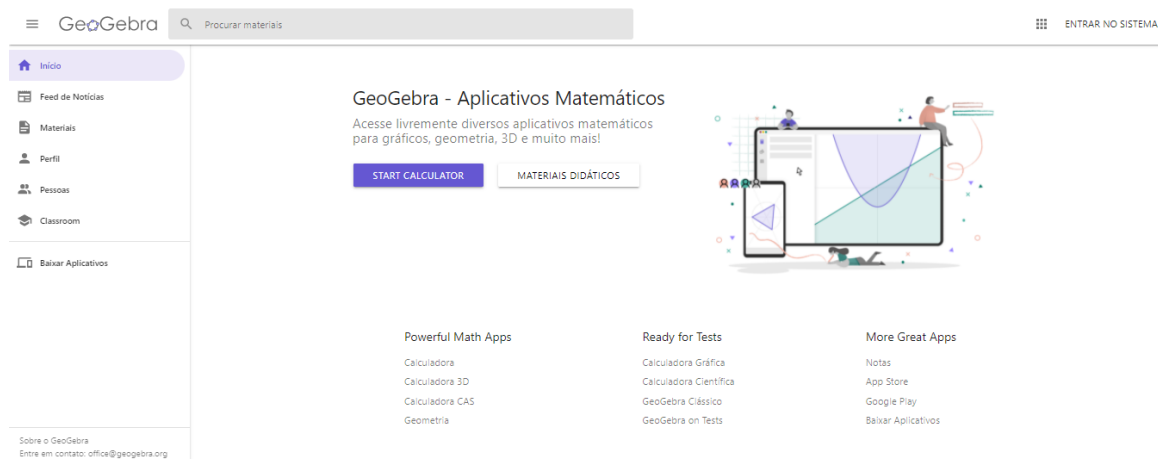 GeoGebra
Procurar materiais
ENTRAR NO SISTEMA
Início
Feed de Notícias
Materiais
Perfil
Pessoas
Classroom
Baixar Aplicativos
Sobre o GeoGebra
Entre em contato: office@geogebra.org
GeoGebra - Aplicativos Matemáticos
Acesse livremente diversos aplicativos matemáticos
para gráficos, geometria, 3D e muito mais!
START CALCULATOR
MATERIAIS DIDÁTICOS
Powerful Math Apps
Calculadora
Calculadora 3D
Calculadora CAS
Geometria
Ready for Tests
Calculadora Gráfica
Calculadora Científica
GeoGebra Clássico
GeoGebra on Tests
More Great Apps
Notas
App Store
Google Play
Baixar Aplicativos